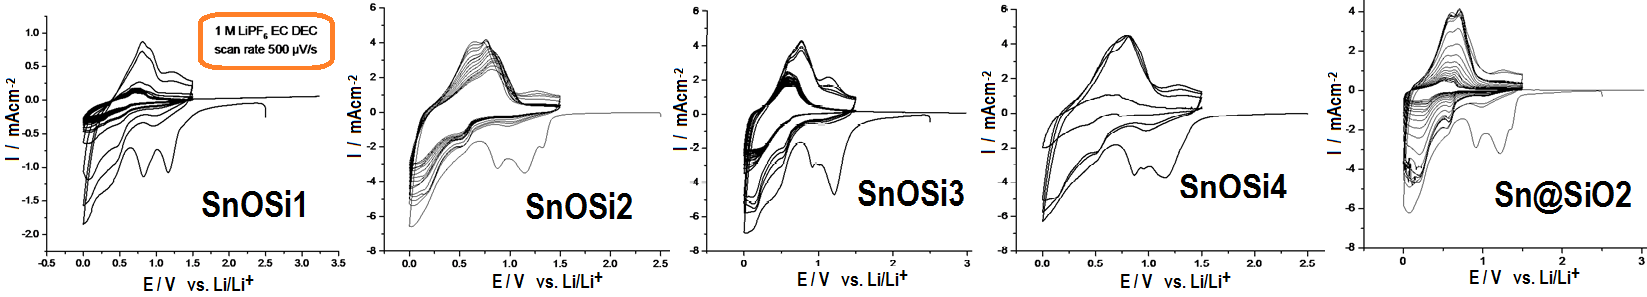 1 M LiPF6 EC DEC
scan rate 500 µV/s
I / mAcm-2
1.0
0.5
0.0
-0.5
-1.0
-1.5
-2.0
-0.5 0.0 0.5 1.0 1.5 2.0 2.5 3.0 3.5
E / V vs. Li/Li+
SnOSi1
I / mAcm-2
6
4
2
0
-2
-4
-6
-8
0.0 0.5 1.0 1.5 2.0 2.5
E / V vs. Li/Li+
SnOSi2
I / mAcm-2
6
4
2
0
-2
-4
-6
-8
0 1 2 3
E / V vs. Li/Li+
SnOSi3
I / mAcm-2
6
4
2
0
2
-4
6
-8
0.0 0.5 1.0 1.5 2.0 2.5
E / V vs. Li/Li+
SnOSi4
I / mAcm-2
4
2
0
-2
-4
-6
-8
0 1 2 3
E / V vs. Li/Li+
Sn@SiO2